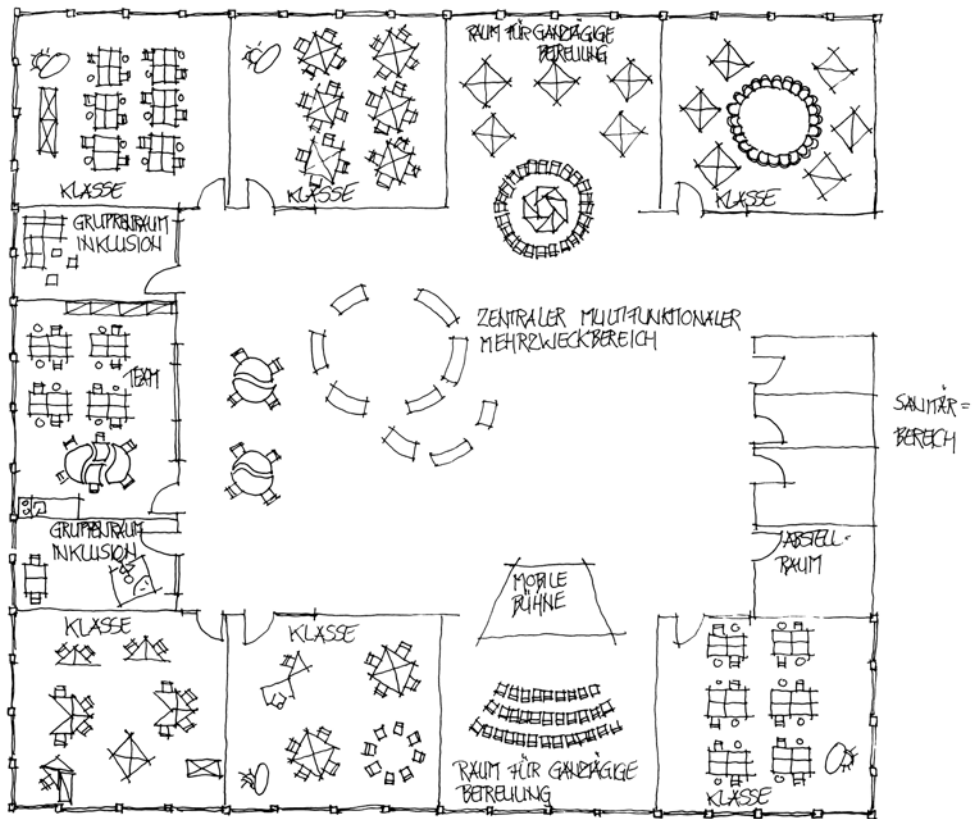 RAUM FÜR GANZTÄGIGE
BETREUUNG
KLASSE
KLASSE
KLASSE
GRUPPENRAUM
INKLUSION
ZENTRALER MULTIFUNKTIONALER
MEHRZWECKBEREICH
TEAM
SANITÄR=
BEREICH
GRUPPENRAUM
INKLUSION
ABSTELL-
RAUM
MOBILE
BÜHNE
KLASSE
KLASSE
RAUM FÜR GANZTÄGIGE
BETREUUNG
KLASSE